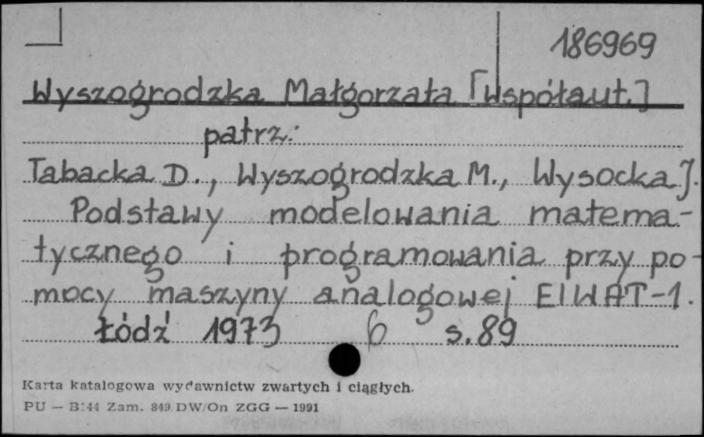 186969
Wyszogrodzka Małgorzata [Współaut.]
patrz:
Tabacka D., Wyszogrodzka M., Wysocka J.
Podstawy modelowania matema-
tycznego i programowania przy po-
mocy maszyny analogowej ElWAT-1.
Łódź 1973 6 s. 89
Karta katalogowa wydawnictw zwartych i ciągłych.
PU — B:44 Zam. 849 DW/On ZGG — 1991